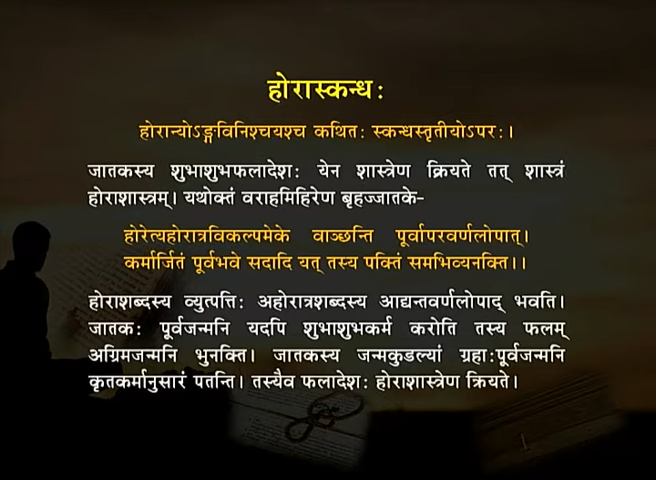 होरास्कन्धः
होरान्योऽङ्गविनिश्चयश्च कथितः स्कन्धस्तृतीयोऽपरः।
जातकस्य शुभाशुभफलादेशः येन शास्त्रेण क्रियते तत् शास्त्रं
होराशास्त्रम्। यथोक्तं वराहमिहिरेण बृहज्जातके-
होरेत्यहोरात्रविकल्पमेके वाञ्छन्ति पूर्वापरवर्णलोपात्।
कर्मार्जितं पूर्वभवे सदादि यत् तस्य पक्तिं समभिव्यनक्ति।।
होराशब्दस्य व्युत्पत्तिः अहोरात्रशब्दस्य आद्यन्तवर्णलोपाद् भवति।
जातकः पूर्वजन्मनि यदपि शुभाशुभकर्म करोति तस्य फलम्
अग्रिमजन्मनि भुनक्ति। जातकस्य जन्मकुडल्यां ग्रहाःपूर्वजन्मनि
कृतकर्मानुसारं पतन्ति। तस्यैव फलादेशः होराशास्त्रेण क्रियते।